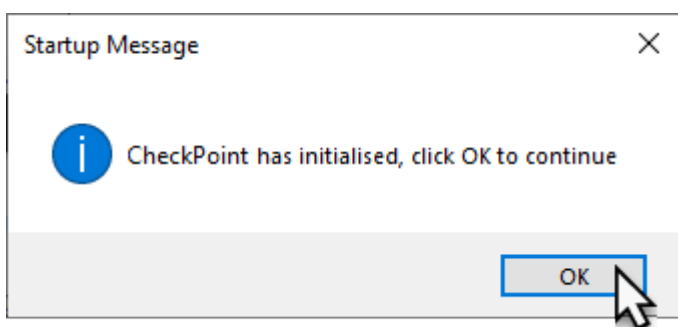 Startup Message
CheckPoint has initialised, click OK to continue
OK